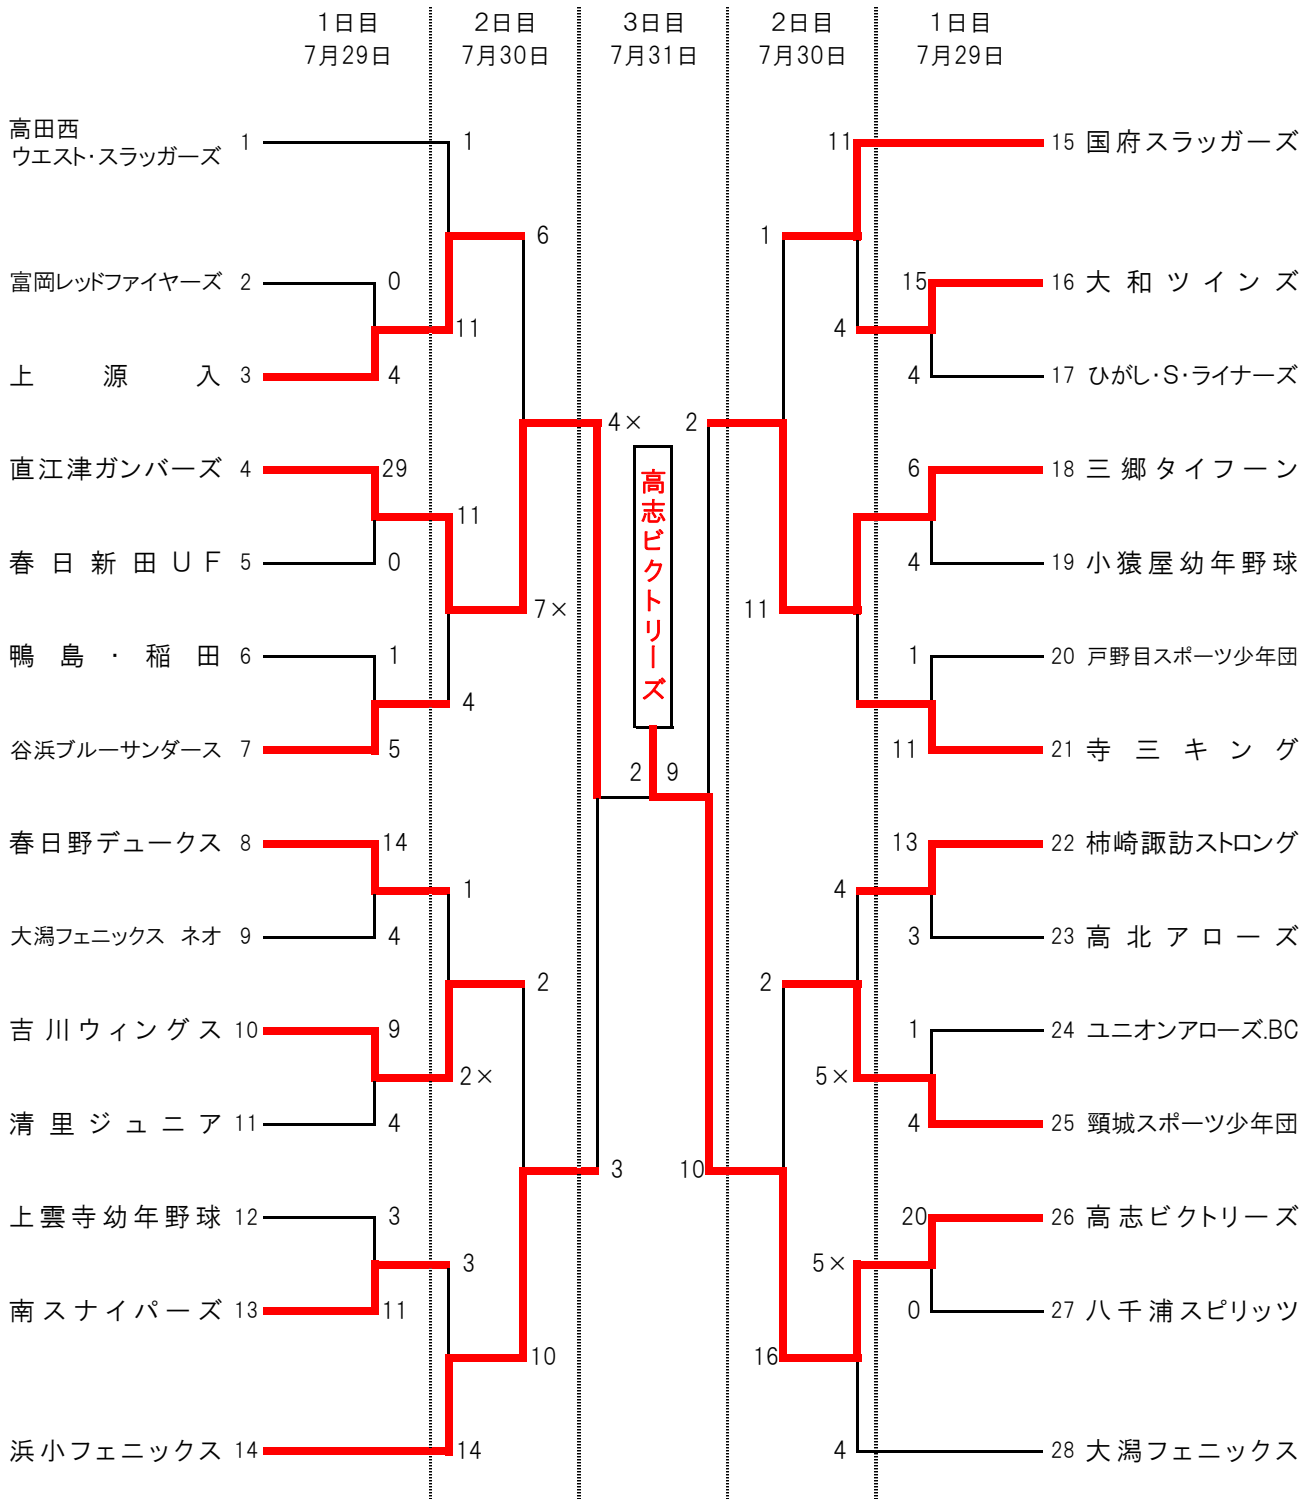 1日目 2日目 3日目 2日目 1日目
7月29日 7月30日 7月31日 7月30日 7月29日
高田西
ウエスト・スラッガーズ 1 1 11 15 国府スラッガーズ
6 1
富岡レッドファイヤーズ 2 0 15 16 大和ツインズ
11 4
上源入 3 4 4 17 ひがし・S・ライナーズ
4× 2
直江津ガンバーズ 4 29 6 18 三郷タイフーン
11
春日新田UF 5 0 4 19 小猿屋幼年野球
7× 11
鴨島・稲田 6 1 1 20 戸野目スポーツ少年団
4
谷浜ブルーサンダース 7 5 11 21 寺三キング
高志ビクトリーズ
2 9
春日野デュークス 8 14 13 22 柿崎諏訪ストロング
1 4
大潟フェニックス ネオ 9 4 3 23 高北アローズ
2 2
吉川ウィングス 10 9 1 24 ユニオンアローズ.BC
2× 5×
清里ジュニア 11 4 4 25 頸城スポーツ少年団
3 10
上雲寺幼年野球 12 3 20 26 高志ビクトリーズ
3 5×
南スナイパーズ 13 11 0 27 八千浦スピリッツ
10 16
浜小フェニックス 14 14 4 28 大潟フェニックス